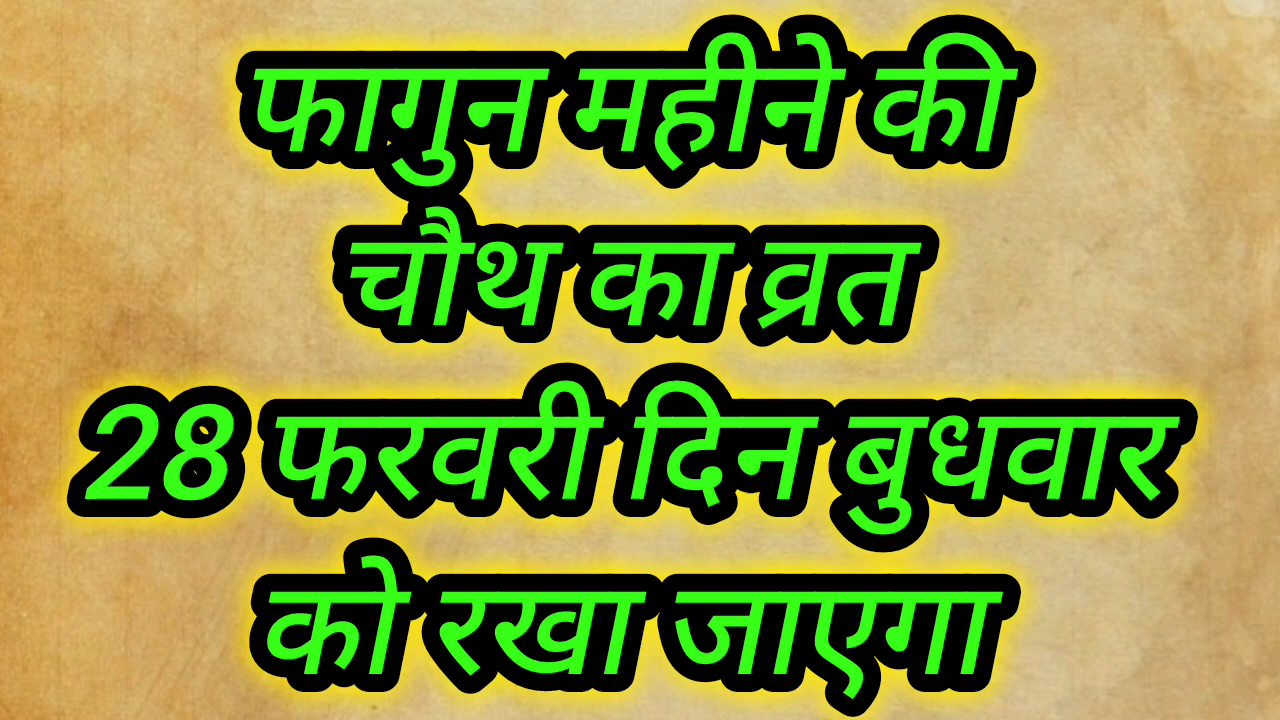 फागुन महीने की
चौथ का व्रत
28 फरवरी दिन बुधवार
को रखा जाएगा